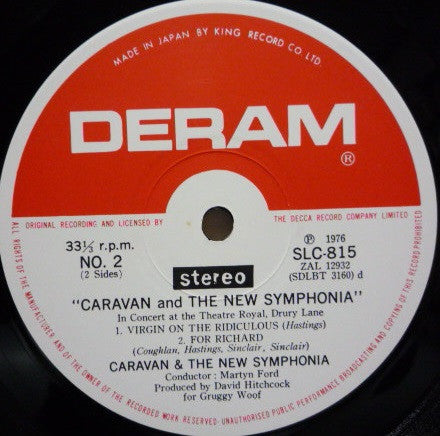 MADE IN JAPAN BY KING RECORD CO. LTD
DERAM
®
ORIGINAL RECORDING AND LICENSED BY THE DECCA RECORD COMPANY LIMITED
33⅓ r.p.m.
NO. 2
(2 Sides)
stereo
℗ 1976
SLC-815
ZAL 12932
(SDLBT 3160) d
"CARAVAN and THE NEW SYMPHONIA"
In Concert at the Theatre Royal, Drury Lane
1. VIRGIN ON THE RIDICULOUS (Hastings)
2. FOR RICHARD
(Coughlan, Hastings, Sinclair, Sinclair)
CARAVAN & THE NEW SYMPHONIA
Conductor: Martyn Ford
Produced by David Hitchcock
for Gruggy Woof
ALL RIGHTS OF THE MANUFACTURER AND OF THE OWNER OF THE RECORDED WORK RESERVED. UNAUTHORISED PUBLIC PERFORMANCE BROADCASTING AND COPYING OF THIS RECORD PROHIBITED